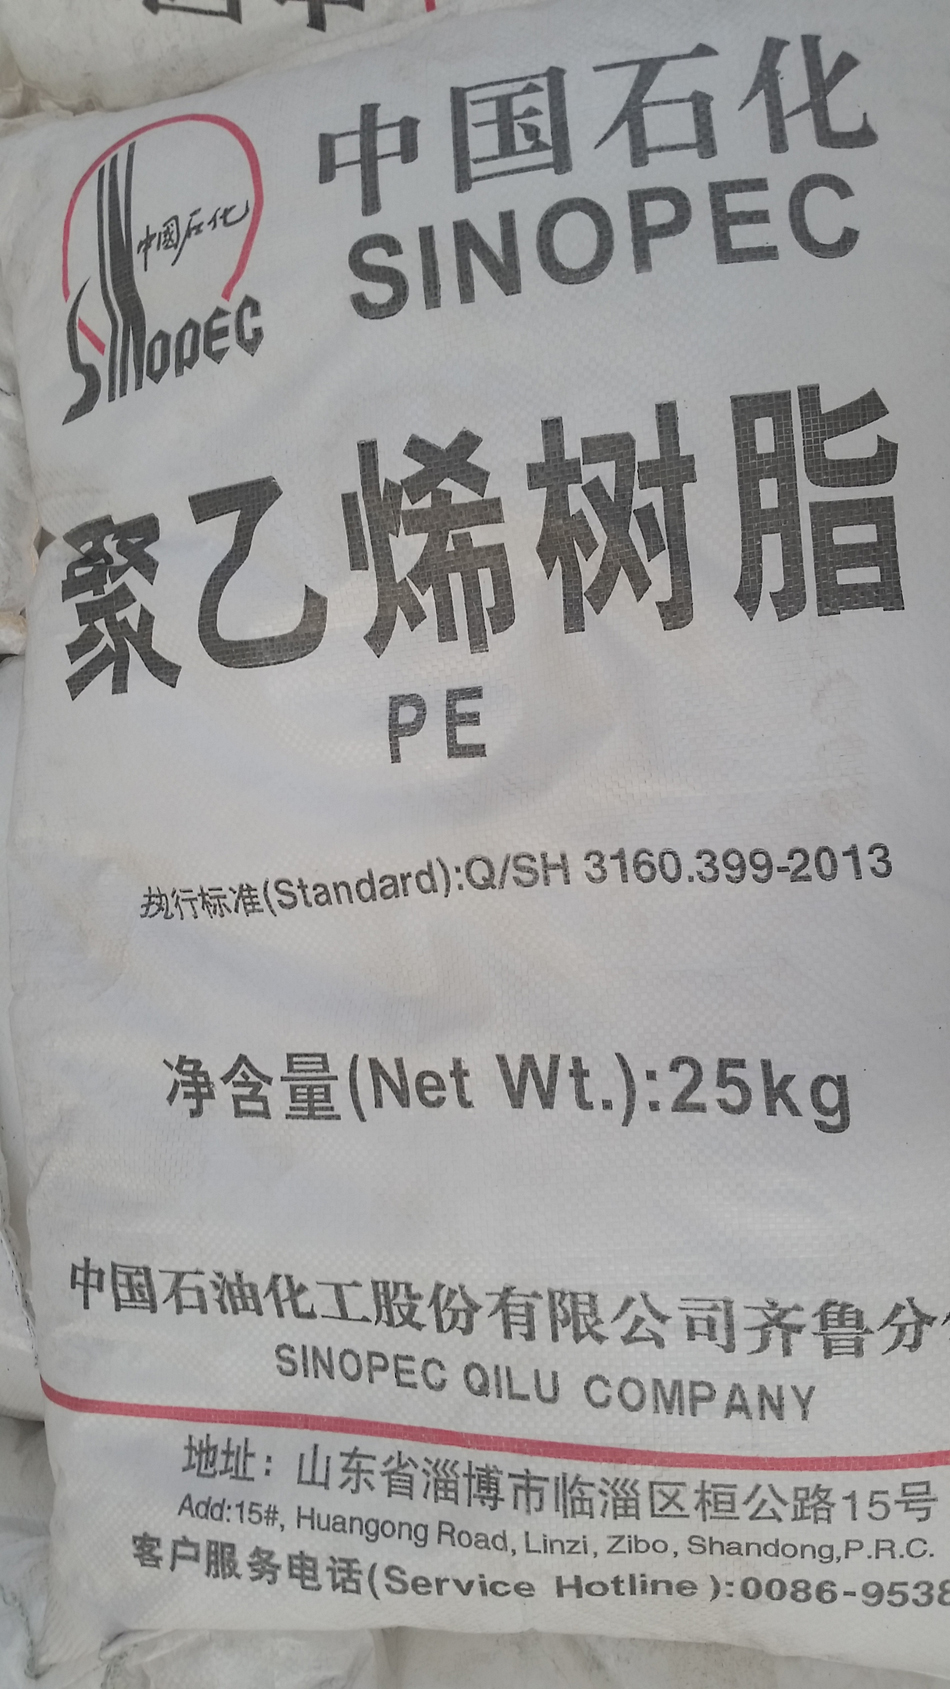 中国石化
SINOPEC
中國石化
SINOPEC
聚乙烯树脂
PE
执行标准(Standard):Q/SH 3160.399-2013
净含量(Net Wt.):25kg
中国石油化工股份有限公司齐鲁分
SINOPEC QILU COMPANY
地址：山东省淄博市临淄区桓公路15号
Add:15#, Huangong Road, Linzi, Zibo, Shandong,P.R.C.
客户服务电话(Service Hotline):0086-9538